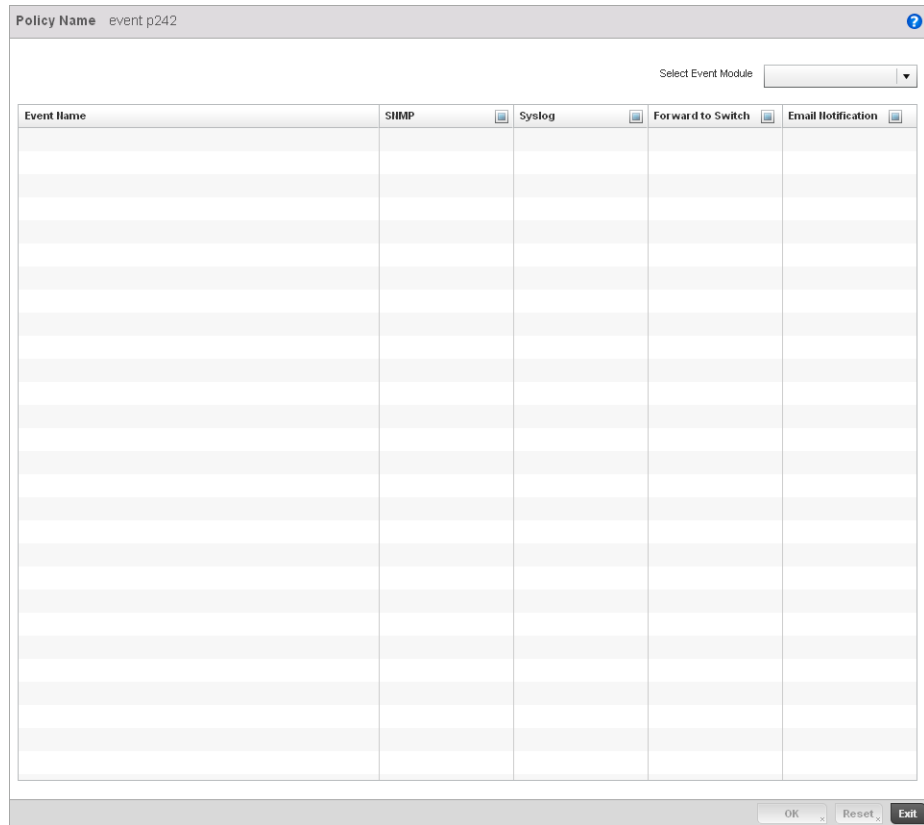 Policy Name event p242
?
Select Event Module
Event Name SNMP Syslog Forward to Switch Email Notification
OK Reset Exit